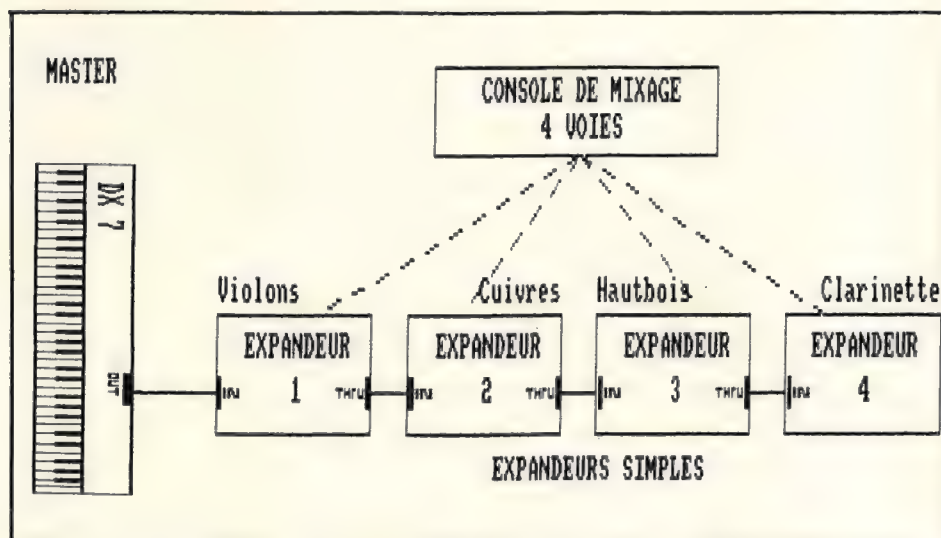 MASTER
CONSOLE DE MIXAGE
4 VOIES
DX 7
OUT
Violons
Cuivres
Hautbois
Clarinette
EXPANDEUR
1
IN
THRU
EXPANDEUR
2
IN
THRU
EXPANDEUR
3
IN
THRU
EXPANDEUR
4
IN
EXPANDEURS SIMPLES